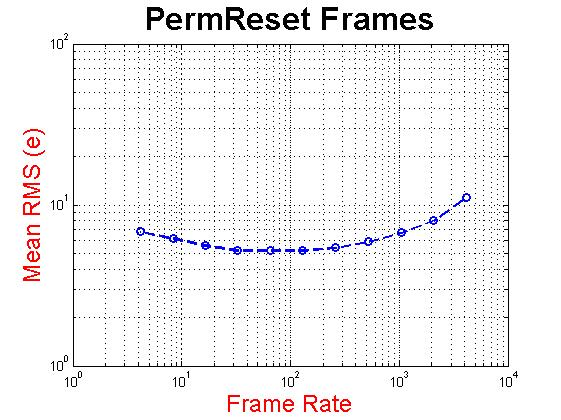 PermReset Frames
Mean RMS (e)
10^2
10^1
10^0
10^0 10^1 10^2 10^3 10^4
Frame Rate